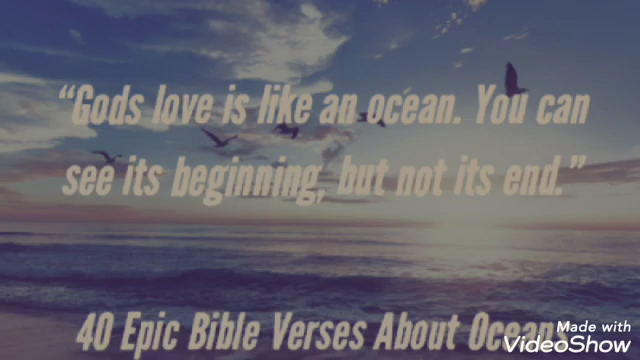 “Gods love is like an ocean. You can
see its beginning, but not its end.”
40 Epic Bible Verses About Ocean
Made with
VideoShow